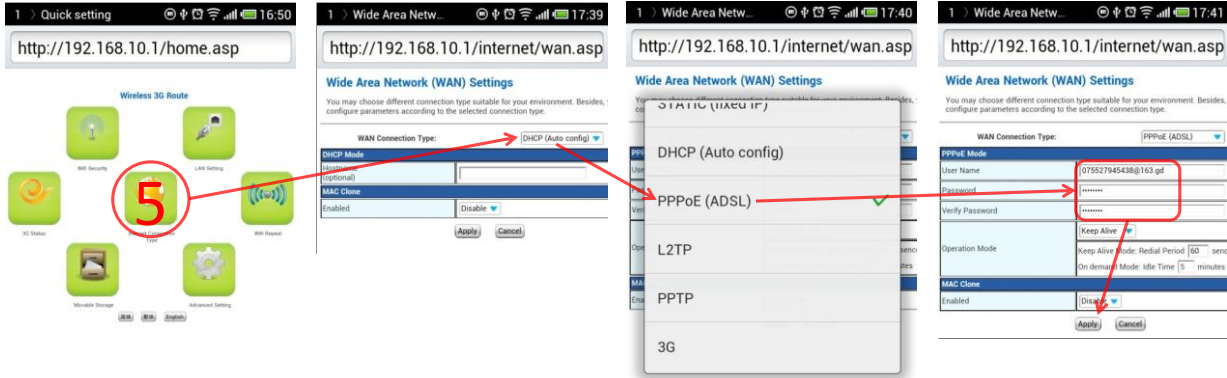 1 〉 Quick setting
16:50
http://192.168.10.1/home.asp
Wireless 3G Route
Wifi Security
LAN Setting
3G Status
5
Internet Connection
Type
Wifi Repeat
Movable Storage
Advanced Setting
English
1 〉 Wide Area Netw...
17:39
http://192.168.10.1/internet/wan.asp
Wide Area Network (WAN) Settings
You may choose different connection type suitable for your environment. Besides,
configure parameters according to the selected connection type.
WAN Connection Type:
DHCP (Auto config)
DHCP Mode
Hostname
(optional)
MAC Clone
Enabled
Disable
Apply
Cancel
1 〉 Wide Area Netw...
17:40
http://192.168.10.1/internet/wan.asp
Wide Area Network (WAN) Settings
STATIC (fixed IP)
DHCP (Auto config)
PPPoE (ADSL)
L2TP
PPTP
3G
1 〉 Wide Area Netw...
17:41
http://192.168.10.1/internet/wan.asp
Wide Area Network (WAN) Settings
You may choose different connection type suitable for your environment. Besides,
configure parameters according to the selected connection type.
WAN Connection Type:
PPPoE (ADSL)
PPPoE Mode
User Name
075527945438@163.gd
Password
••••••••
Verify Password
••••••••
Operation Mode
Keep Alive
Keep Alive Mode: Redial Period 60 senc
On demand Mode: Idle Time 5 minutes
MAC Clone
Enabled
Disable
Apply
Cancel